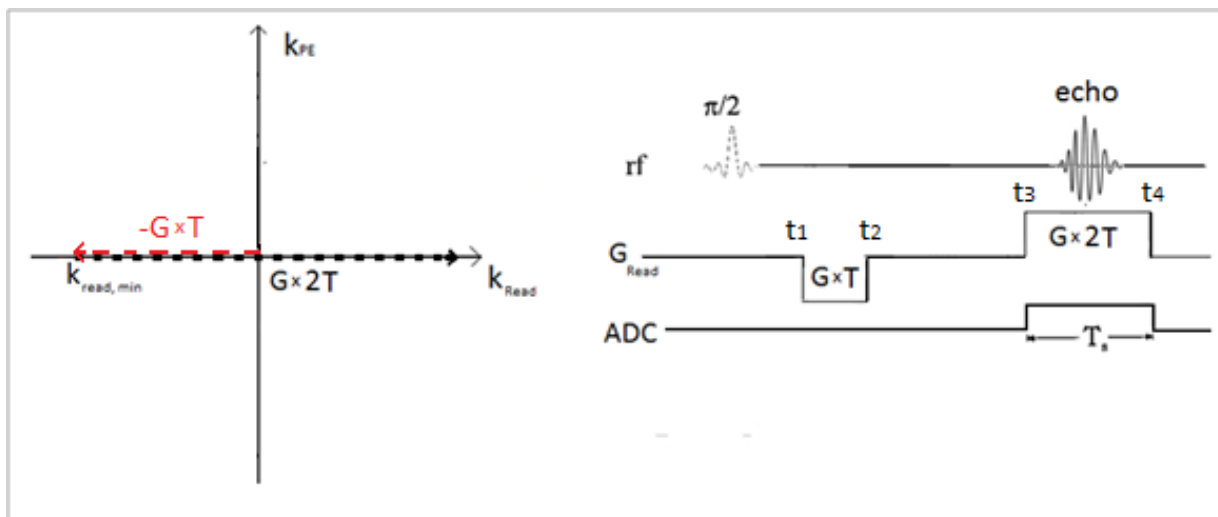 kPE
-G×T
kread, min
G×2T
kRead
echo
π/2
rf
t1
t2
t3
t4
GRead
G×T
G×2T
ADC
Ts